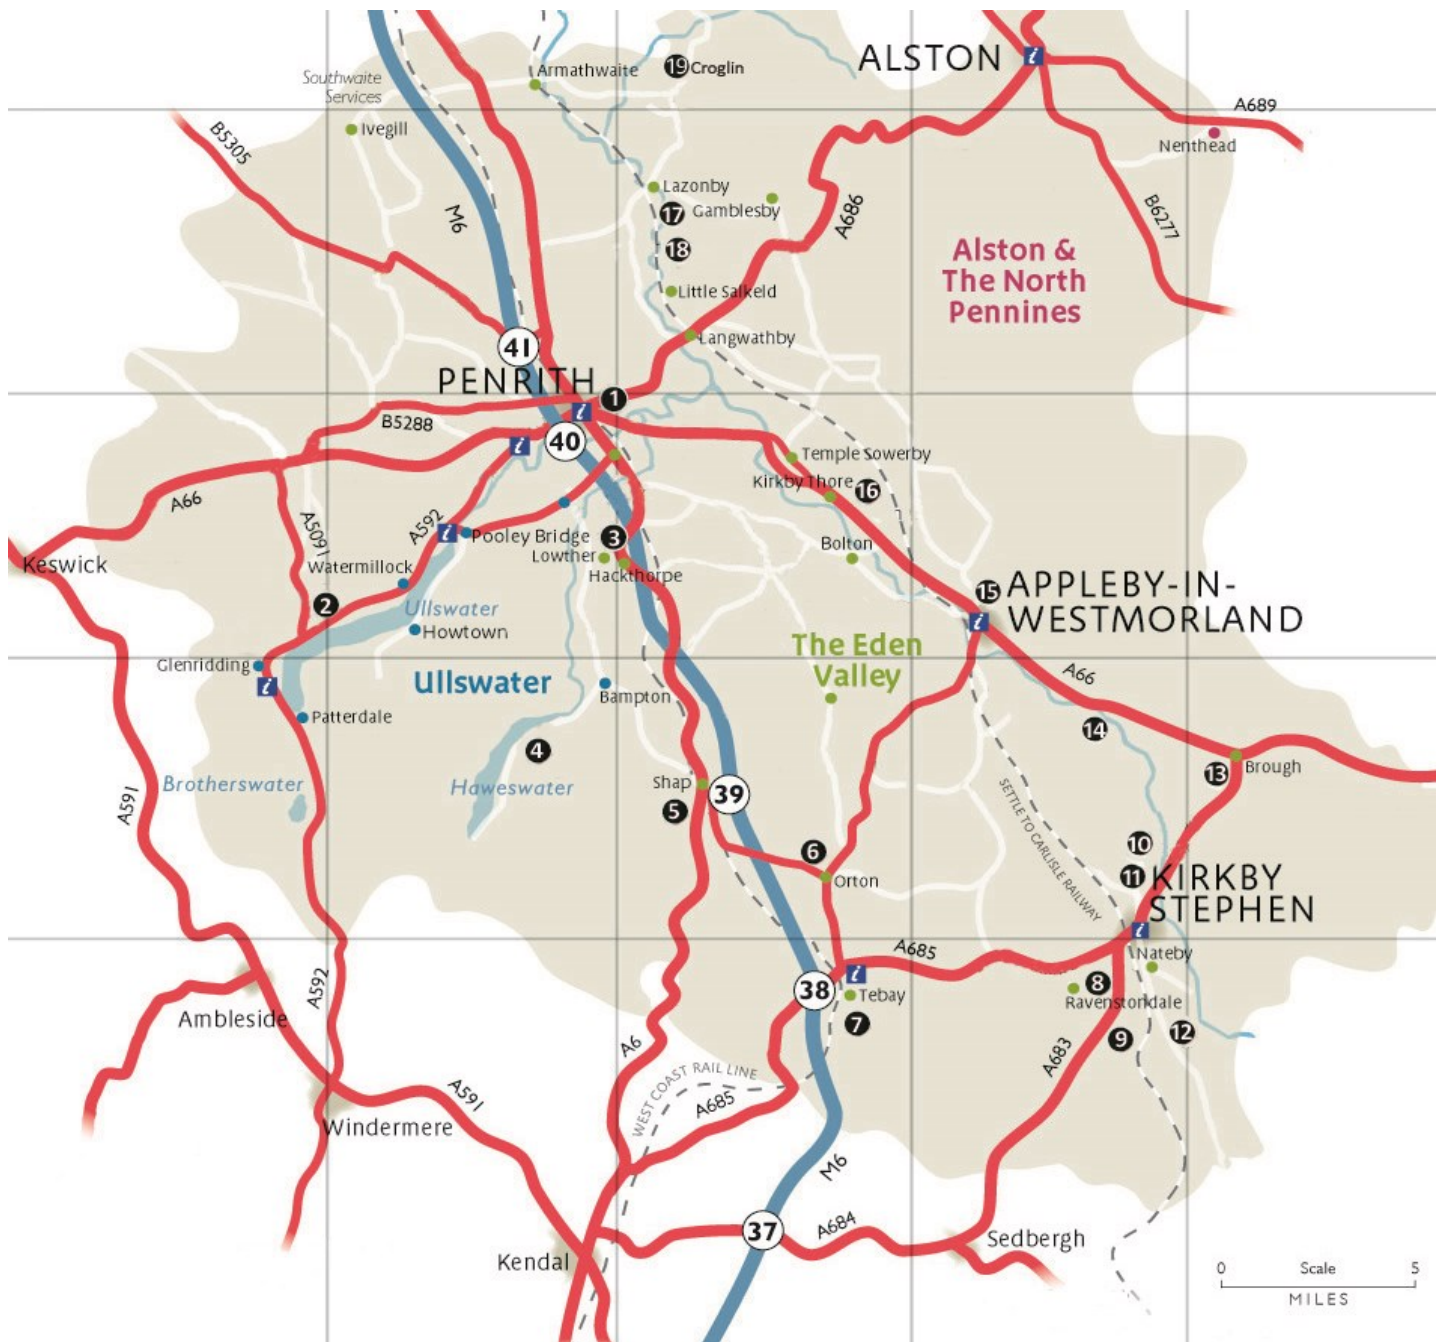 ALSTON
i
Armathwaite
19 Croglin
Southwaite
Services
A689
Ivegill
B5305
Nenthead
Lazonby
17
Gamblesby
M6
A686
B6277
18
Alston &
The North
Pennines
Little Salkeld
Langwathby
41
PENRITH
1
i
B5288
40
i
Temple Sowerby
Kirkby Thore
16
A66
A5091
A592
i
Pooley Bridge
3
Bolton
Lowther
Hackthorpe
Keswick
Watermillock
2
Ullswater
Howtown
15
APPLEBY-IN-
WESTMORLAND
i
The Eden
Valley
Glenridding
i
Ullswater
Bampton
A66
Patterdale
14
4
Brotherswater
Haweswater
Shap
39
13
Brough
5
A591
SETTLE TO CARLISLE RAILWAY
10
6
11
KIRKBY
STEPHEN
Orton
i
A685
Nateby
A592
38
i
Tebay
8
Ravenstondale
Ambleside
7
9
12
A6
A683
WEST COAST RAIL LINE
A591
A685
Windermere
M6
37
A684
Sedbergh
Kendal
0 Scale 5
MILES